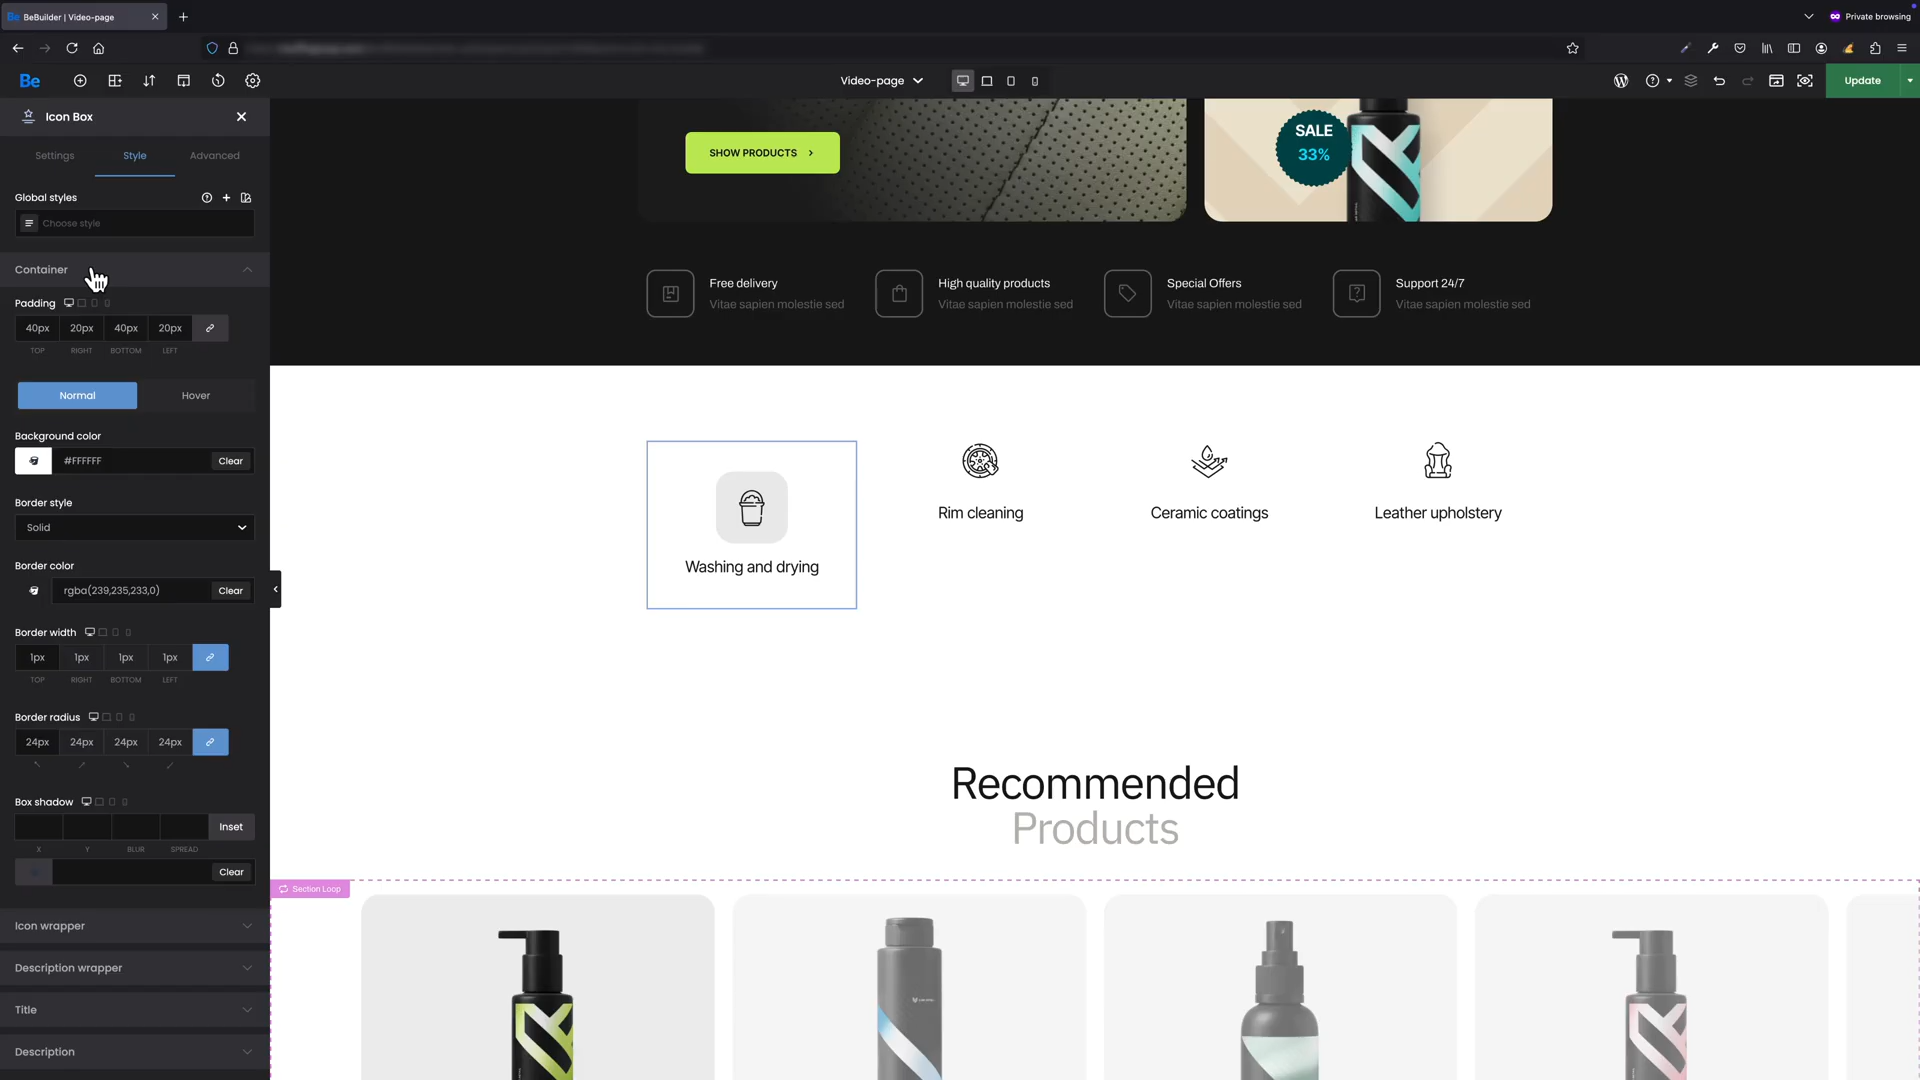 Be BeBuilder | Video-page
Private browsing
Be
Video-page
Update
Icon Box
Settings
Style
Advanced
Global styles
Choose style
Container
Padding
40px 20px 40px 20px
TOP RIGHT BOTTOM LEFT
Normal
Hover
Background color
#FFFFFF
Clear
Border style
Solid
Border color
rgba(239,235,233,0)
Clear
Border width
1px 1px 1px 1px
TOP RIGHT BOTTOM LEFT
Border radius
24px 24px 24px 24px
Box shadow
Inset
X Y BLUR SPREAD
Clear
Icon wrapper
Description wrapper
Title
Description
SHOW PRODUCTS
SALE
33%
Free delivery
Vitae sapien molestie sed
High quality products
Vitae sapien molestie sed
Special Offers
Vitae sapien molestie sed
Support 24/7
Vitae sapien molestie sed
Washing and drying
Rim cleaning
Ceramic coatings
Leather upholstery
Recommended
Products
Section Loop